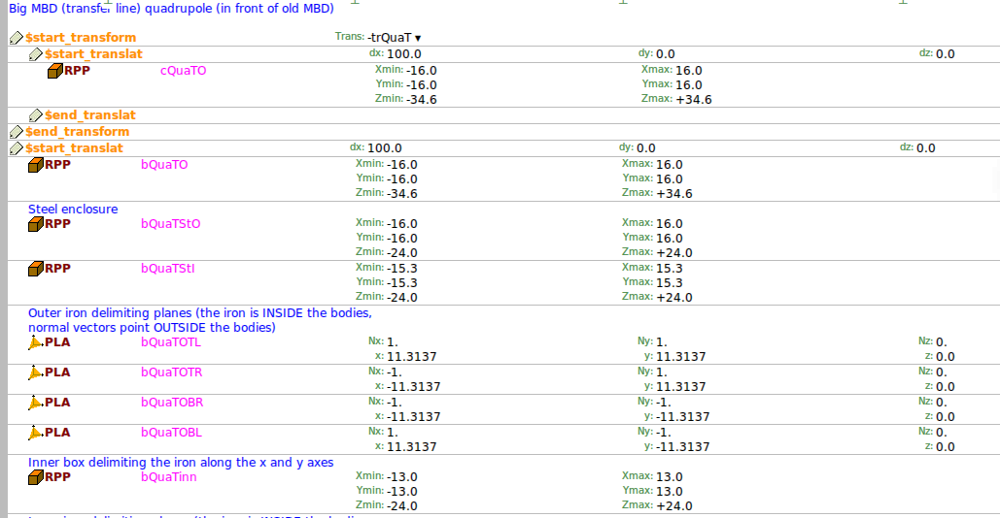 Big MBD (transfer line) quadrupole (in front of old MBD)
$start_transform Trans: -trQuaT ▾
$start_translat dx: 100.0 dy: 0.0 dz: 0.0
RPP cQuaTO Xmin: -16.0 Xmax: 16.0
Ymin: -16.0 Ymax: 16.0
Zmin: -34.6 Zmax: +34.6
$end_translat
$end_transform
$start_translat dx: 100.0 dy: 0.0 dz: 0.0
RPP bQuaTO Xmin: -16.0 Xmax: 16.0
Ymin: -16.0 Ymax: 16.0
Zmin: -34.6 Zmax: +34.6
Steel enclosure
RPP bQuaTStO Xmin: -16.0 Xmax: 16.0
Ymin: -16.0 Ymax: 16.0
Zmin: -24.0 Zmax: +24.0
RPP bQuaTStI Xmin: -15.3 Xmax: 15.3
Ymin: -15.3 Ymax: 15.3
Zmin: -24.0 Zmax: +24.0
Outer iron delimiting planes (the iron is INSIDE the bodies,
normal vectors point OUTSIDE the bodies)
PLA bQuaTOTL Nx: 1. Ny: 1. Nz: 0.
x: 11.3137 y: 11.3137 z: 0.0
PLA bQuaTOTR Nx: -1. Ny: 1. Nz: 0.
x: -11.3137 y: 11.3137 z: 0.0
PLA bQuaTOBR Nx: -1. Ny: -1. Nz: 0.
x: -11.3137 y: -11.3137 z: 0.0
PLA bQuaTOBL Nx: 1. Ny: -1. Nz: 0.
x: 11.3137 y: -11.3137 z: 0.0
Inner box delimiting the iron along the x and y axes
RPP bQuaTinn Xmin: -13.0 Xmax: 13.0
Ymin: -13.0 Ymax: 13.0
Zmin: -24.0 Zmax: +24.0